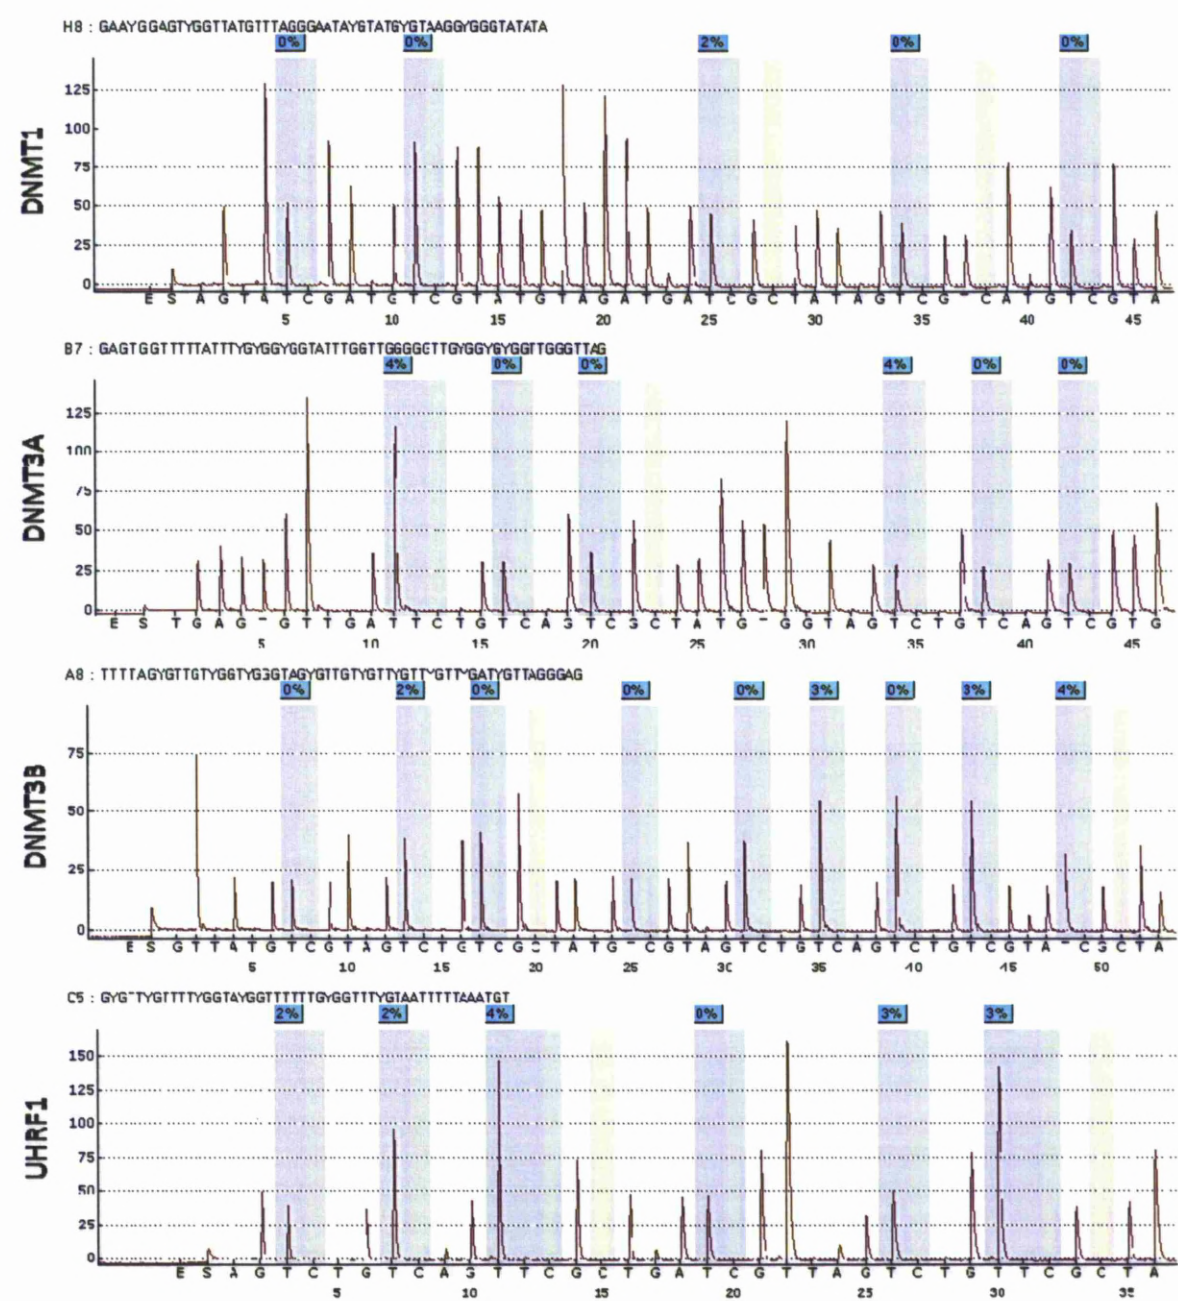 H8 : GAAYGGAGTYGGTTATGTTTAGGGAATAYGTATGYGTAAGGYGGGTATATA
0% 0% 2% 0% 0%
125
100
75
50
25
0
DNMT1
E S A G T A T C G A T G T C G T A T G T A G A T G A T C G C T A T A G T C G T C A T G T C G T A
5 10 15 20 25 30 35 40 45
B7 : GAGTGGTTTTTATTTYGYGGYGGTATTTGGTTGGGGGTTGYGGYGYGGTTGGGTTAG
4% 0% 0% 4% 0% 0%
125
100
75
50
25
0
DNMT3A
E S T G A G T G T T G A T T C T G T C A G T C G C T A T G T G G T A G T C T G T C A G T C G T G
5 10 15 20 25 30 35 40 45
A8 : TTTTAGYGTTGTYGGTYGGGTAGYGTTGTYGTTYGTTYGTTYGATYGTTAGGGAG
0% 2% 0% 0% 0% 3% 0% 3% 4%
75
50
25
0
DNMT3B
E S G T T A T G T C G T A G T C T G T C G C T A T G T C G T A G T C T G T C A G T C T G T C G T A T C G C T A
5 10 15 20 25 30 35 40 45 50
C5 : GYGTTYGTTTTYGGTAYGGTTTTTTGYGGTTTYGTAATTTTTAAATGT
2% 2% 4% 0% 3% 3%
150
125
100
75
50
25
0
UHRF1
E S A G T C T G T C A G T T C G C T G A T C G T T A G T C T G T T C G C T A
5 10 15 20 25 30 35